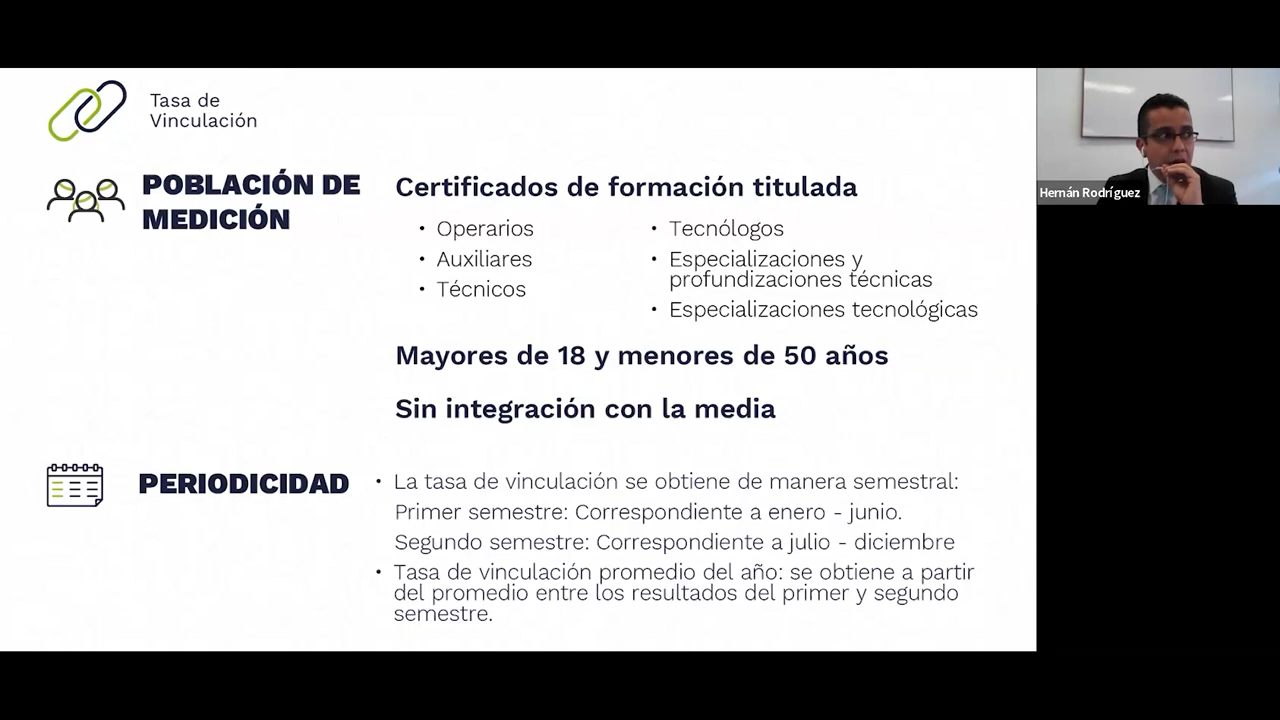 Tasa de
Vinculación
POBLACIÓN DE
MEDICIÓN
Certificados de formación titulada
• Operarios
• Auxiliares
• Técnicos
• Tecnólogos
• Especializaciones y
profundizaciones técnicas
• Especializaciones tecnológicas
Mayores de 18 y menores de 50 años
Sin integración con la media
PERIODICIDAD
• La tasa de vinculación se obtiene de manera semestral:
Primer semestre: Correspondiente a enero - junio.
Segundo semestre: Correspondiente a julio - diciembre
• Tasa de vinculación promedio del año: se obtiene a partir
del promedio entre los resultados del primer y segundo
semestre.
Hernán Rodríguez